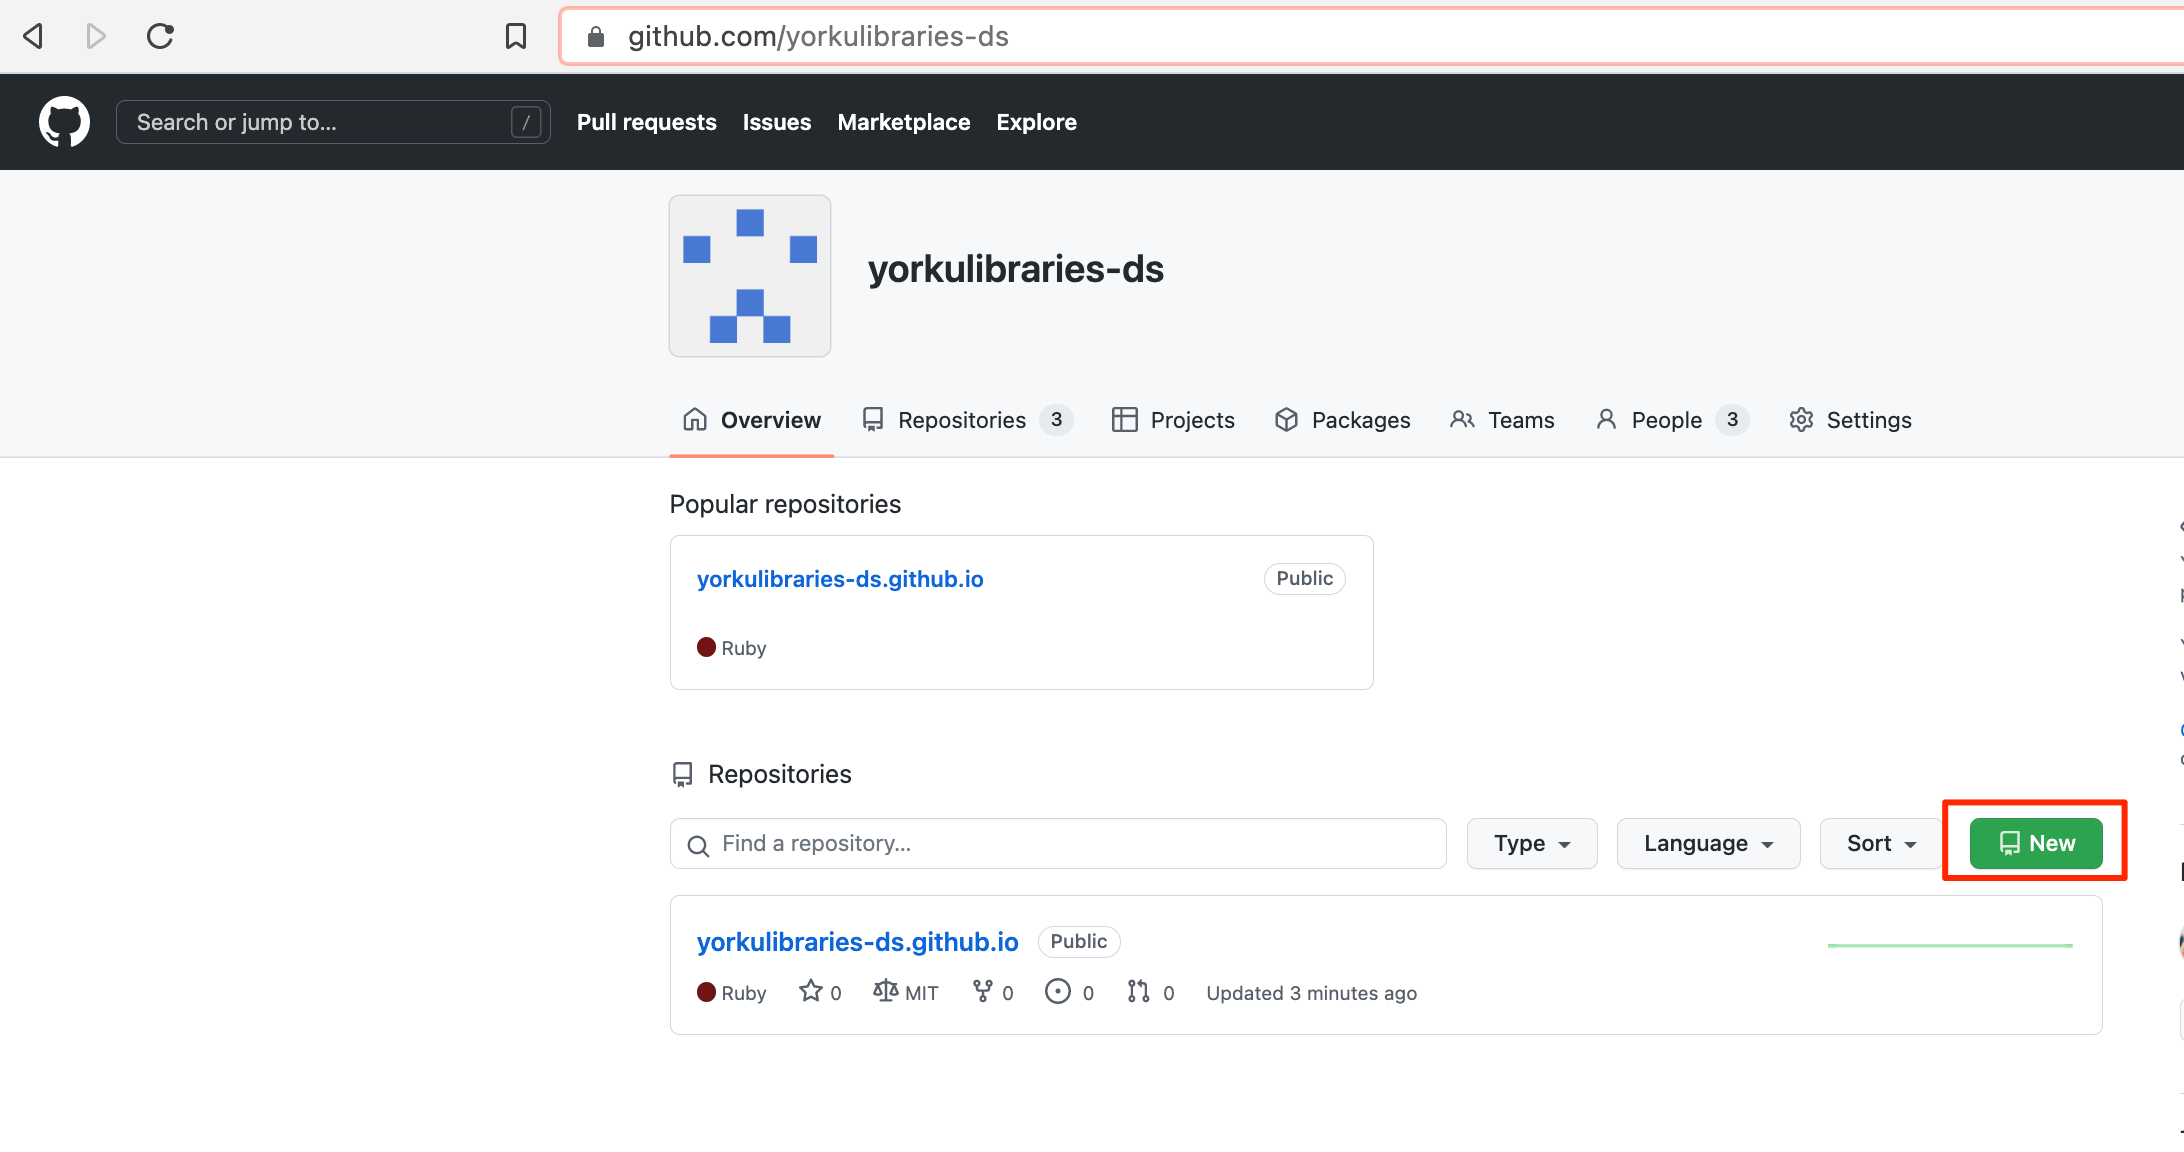 github.com/yorkulibraries-ds
Search or jump to... /
Pull requests Issues Marketplace Explore
yorkulibraries-ds
Overview Repositories 3 Projects Packages Teams People 3 Settings
Popular repositories
yorkulibraries-ds.github.io Public
Ruby
Repositories
Find a repository... Type Language Sort New
yorkulibraries-ds.github.io Public
Ruby 0 MIT 0 0 0 Updated 3 minutes ago